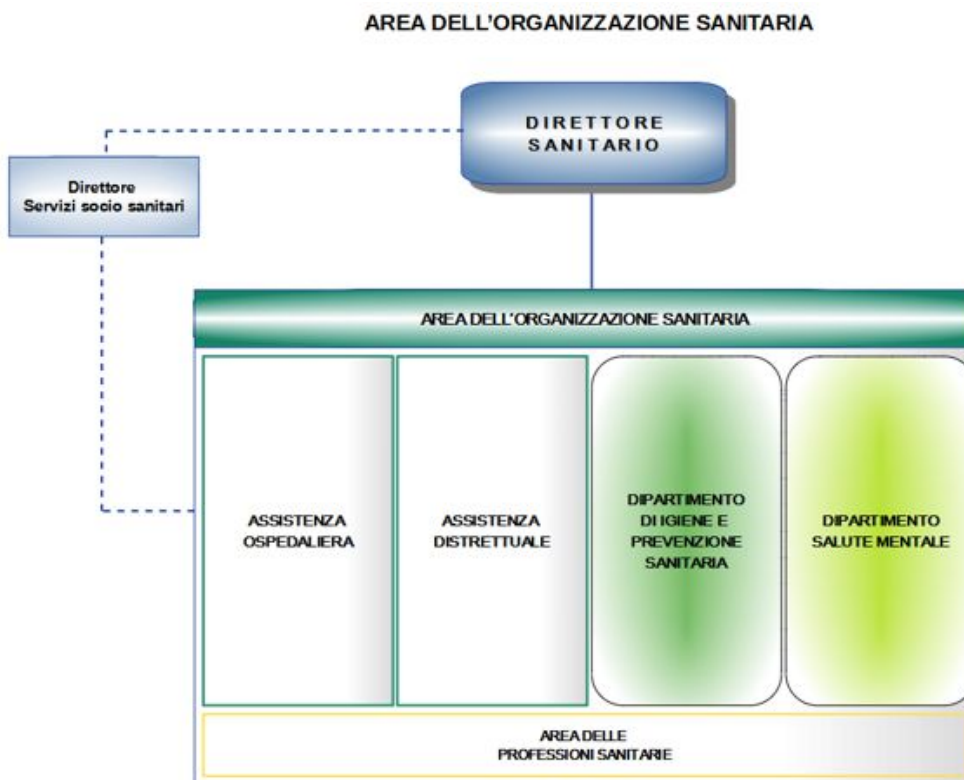 AREA DELL'ORGANIZZAZIONE SANITARIA
DIRETTORE
SANITARIO
Direttore
Servizi socio sanitari
AREA DELL'ORGANIZZAZIONE SANITARIA
ASSISTENZA
OSPEDALIERA
ASSISTENZA
DISTRETTUALE
DIPARTIMENTO
DI IGIENE E
PREVENZIONE
SANITARIA
DIPARTIMENTO
SALUTE MENTALE
AREA DELLE
PROFESSIONI SANITARIE